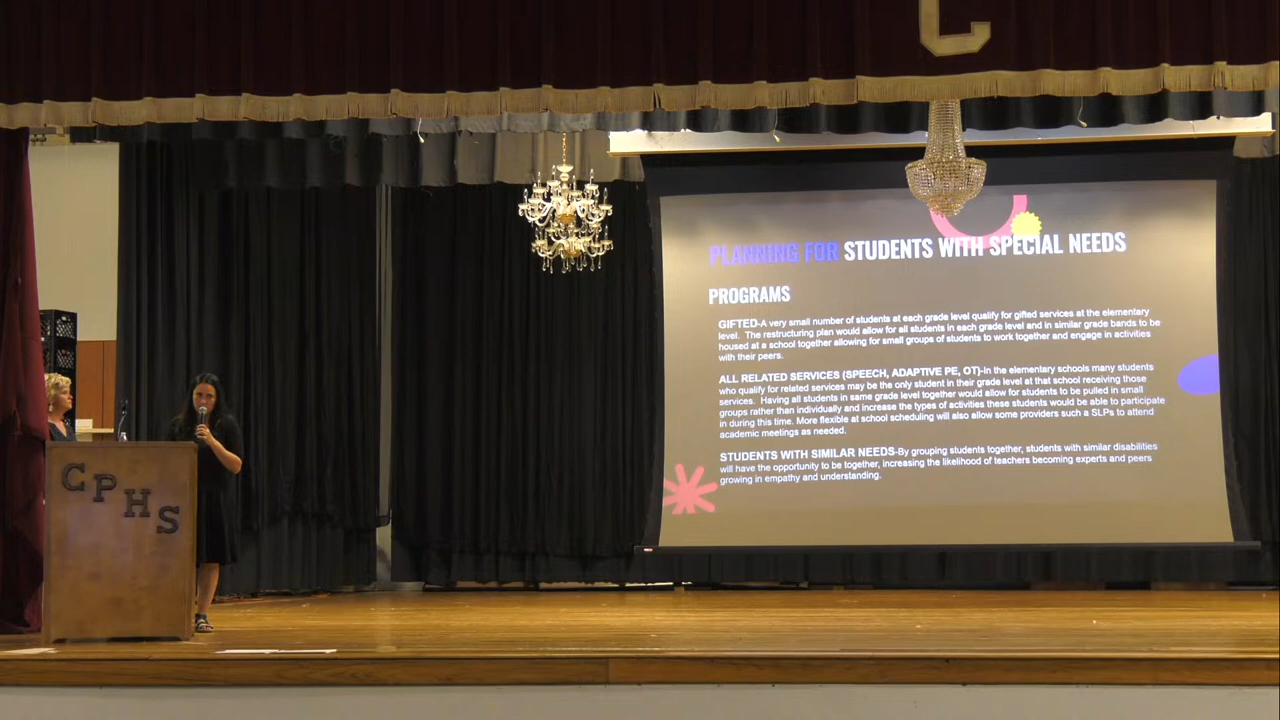 C
PLANNING FOR STUDENTS WITH SPECIAL NEEDS
PROGRAMS
GIFTED-A very small number of students at each grade level qualify for gifted services at the elementary
level. The restructuring plan would allow for all students in each grade level and in similar grade bands to be
housed at a school together allowing for small groups of students to work together and engage in activities
with their peers.
ALL RELATED SERVICES (SPEECH, ADAPTIVE PE, OT)-In the elementary schools many students
who qualify for related services may be the only student in their grade level at that school receiving those
services. Having all students in same grade level together would allow for students to be pulled in small
groups rather than individually and increase the types of activities these students would be able to participate
in during this time. More flexible at school scheduling will also allow some providers such a SLPs to attend
academic meetings as needed.
STUDENTS WITH SIMILAR NEEDS-By grouping students together, students with similar disabilities
will have the opportunity to be together, increasing the likelihood of teachers becoming experts and peers
growing in empathy and understanding.
CPHS